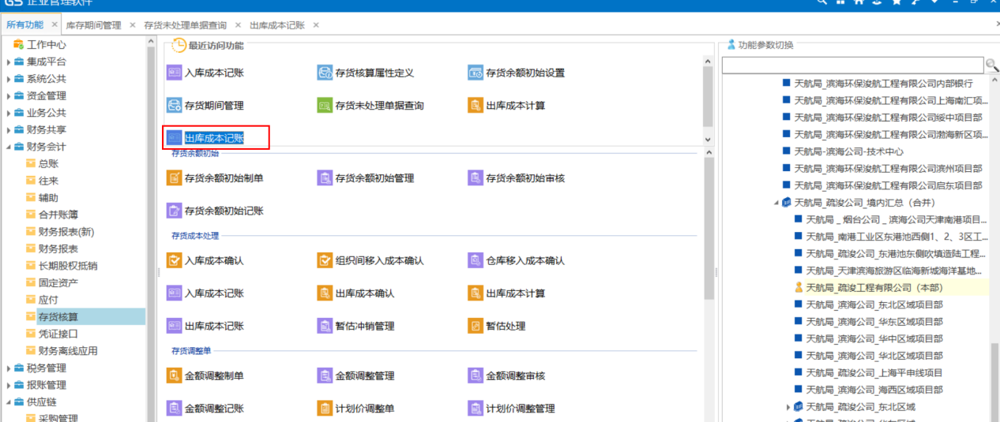 GS 企业管理软件
所有功能 × 库存期间管理 × 存货未处理单据查询 × 出库成本记账 ×
工作中心
集成平台
系统公共
资金管理
业务公共
财务共享
财务会计
总账
往来
辅助
合并账簿
财务报表(新)
财务报表
长期股权抵销
固定资产
应付
存货核算
凭证接口
财务离线应用
税务管理
报账管理
供应链
采购管理
最近访问功能
入库成本记账 存货核算属性定义 存货余额初始设置
存货期间管理 存货未处理单据查询 出库成本计算
出库成本记账
存货余额初始
存货余额初始制单 存货余额初始管理 存货余额初始审核
存货余额初始记账
存货成本处理
入库成本确认 组织间移入成本确认 仓库移入成本确认
入库成本记账 出库成本确认 出库成本计算
出库成本记账 暂估冲销管理 暂估处理
存货调整单
金额调整制单 金额调整管理 金额调整审核
金额调整记账 计划价调整单 计划价调整管理
功能参数切换
天航局_滨海环保浚航工程有限公司内部银行
天航局_滨海环保浚航工程有限公司上海南汇项...
天航局_滨海环保浚航工程有限公司绥中项目部
天航局_滨海环保浚航工程有限公司渤海新区项...
天航局-滨海公司-技术中心
天航局_滨海环保浚航工程有限公司滨州项目部
天航局_滨海环保浚航工程有限公司启东项目部
天航局_疏浚公司_境内汇总（合并）
天航局 _ 烟台公司 _ 滨海公司天津南港项目...
天航局_南港工业区东港池西侧1、2、3区工...
天航局_疏浚公司_东港池东侧吹填造陆工程...
天航局_天津滨海旅游区临海新城海洋基地...
天航局_疏浚工程有限公司（本部）
天航局_滨海公司_东北区域项目部
天航局_滨海公司_华东区域项目部
天航局_滨海公司_华中区域项目部
天航局_滨海公司_华北区域项目部
天航局_疏浚公司_上海平申线项目
天航局_滨海公司_海西区域项目部
天航局_疏浚公司_东北区域
天航局_疏浚公司_华东区域